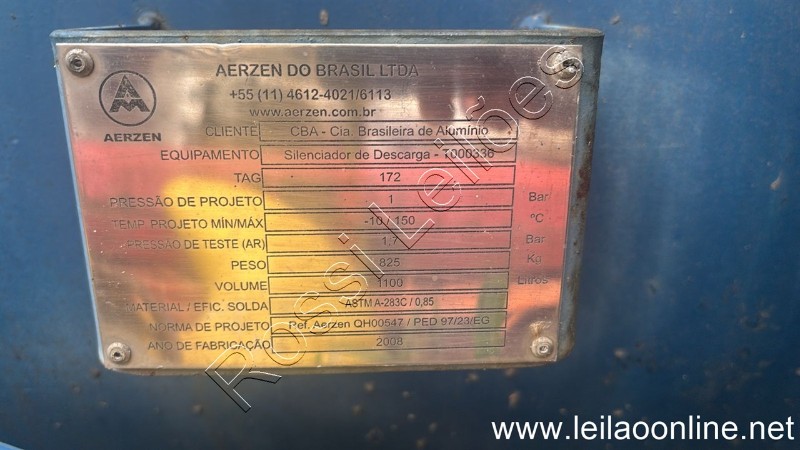 AERZEN DO BRASIL LTDA
+55 (11) 4612-4021/6113
www.aerzen.com.br
AERZEN
CLIENTE CBA - Cia. Brasileira de Alumínio
EQUIPAMENTO Silenciador de Descarga - T000336
TAG 172
PRESSÃO DE PROJETO 1 Bar
TEMP. PROJETO MÍN/MÁX -10 / 150 ºC
PRESSÃO DE TESTE (AR) 1,7 Bar
PESO 825 Kg
VOLUME 1100 Litros
MATERIAL / EFIC. SOLDA ASTM A-283C / 0,85
NORMA DE PROJETO Ref. Aerzen QH00547 / PED 97/23/EG
ANO DE FABRICAÇÃO 2008
Rossi Leilões
www.leilaoonline.net